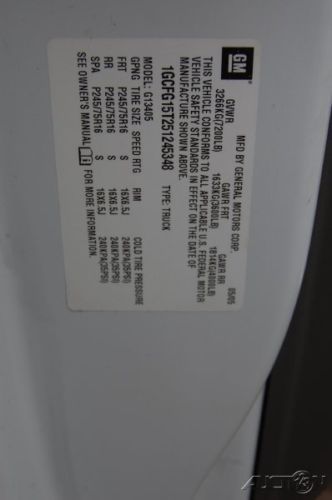 GM
MFD BY GENERAL MOTORS CORP. 05/05
GVWR GAWR FRT GAWR RR
3266KG(7200LB) 1633KG(3600LB) 1814KG(4000LB)
THIS VEHICLE CONFORMS TO ALL APPLICABLE U.S. FEDERAL MOTOR
VEHICLE SAFETY STANDARDS IN EFFECT ON THE DATE OF
MANUFACTURE SHOWN ABOVE.
1GCFG15T251245348 TYPE: TRUCK
MODEL: G13405
GPNG TIRE SIZE SPEED RTG RIM COLD TIRE PRESSURE
FRT P245/75R16 S 16X6.5J 240KPA(35PSI)
RR P245/75R16 S 16X6.5J 240KPA(35PSI)
SPA P245/75R16 S 16X6.5J 240KPA(35PSI)
SEE OWNER'S MANUAL
Autor